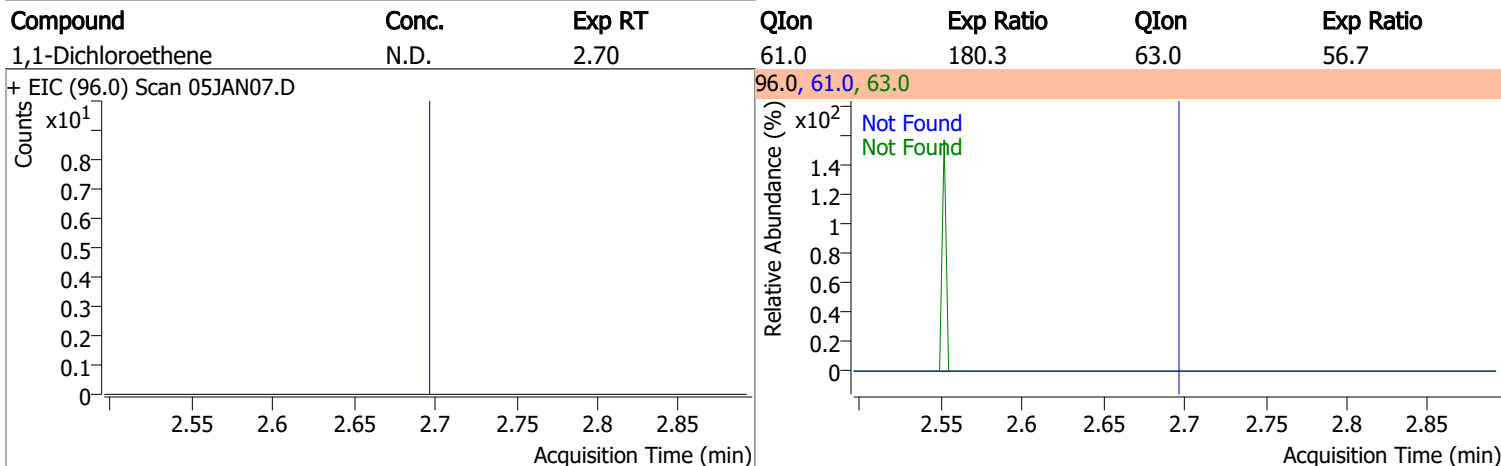 Compound Conc. Exp RT QIon Exp Ratio QIon Exp Ratio
1,1-Dichloroethene N.D. 2.70 61.0 180.3 63.0 56.7
+ EIC (96.0) Scan 05JAN07.D
Counts
x10¹
0.8
0.7
0.6
0.5
0.4
0.3
0.2
0.1
0
2.55 2.6 2.65 2.7 2.75 2.8 2.85
Acquisition Time (min)
96.0, 61.0, 63.0
Relative Abundance (%)
x10²
Not Found
Not Found
1.4
1.2
1
0.8
0.6
0.4
0.2
0
2.55 2.6 2.65 2.7 2.75 2.8 2.85
Acquisition Time (min)